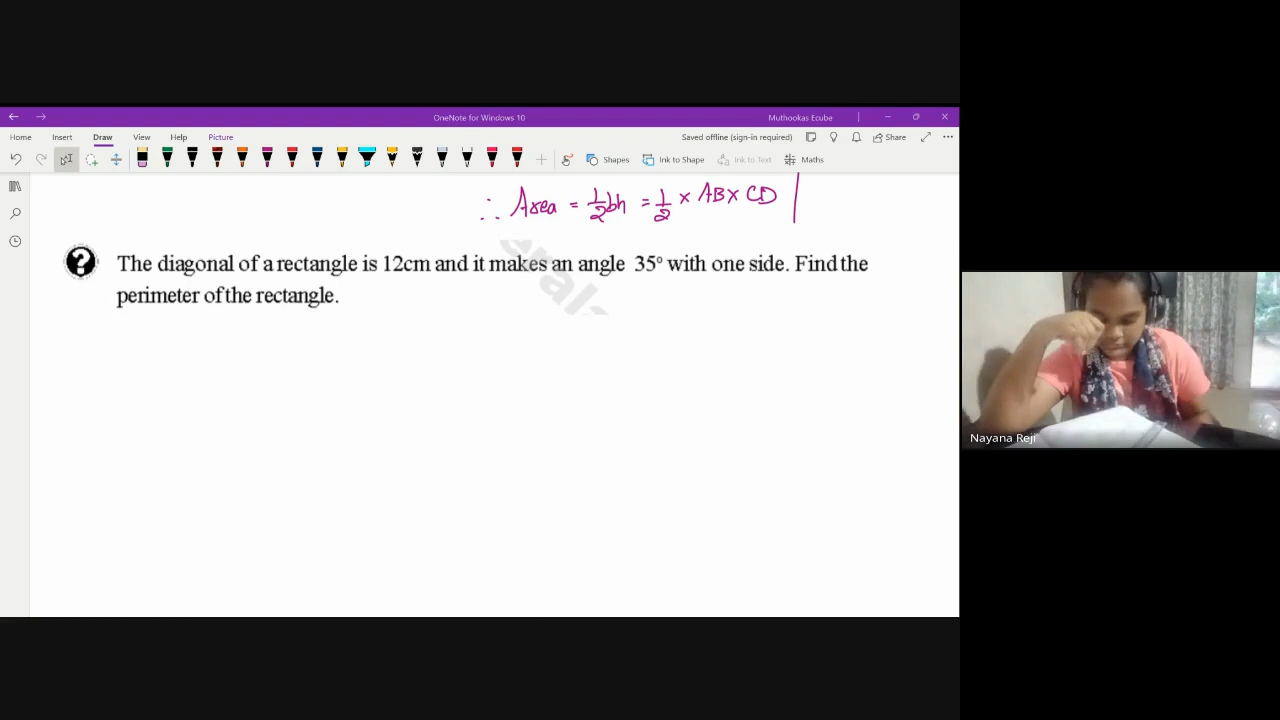 OneNote for Windows 10
Muthookas Ecube
Home Insert Draw View Help Picture
Saved offline (sign-in required)
Share
Shapes
Ink to Shape
Ink to Text
Maths
∴ Area = 1/2 bh = 1/2 × AB × CD
The diagonal of a rectangle is 12cm and it makes an angle 35° with one side. Find the
perimeter of the rectangle.
Nayana Reji